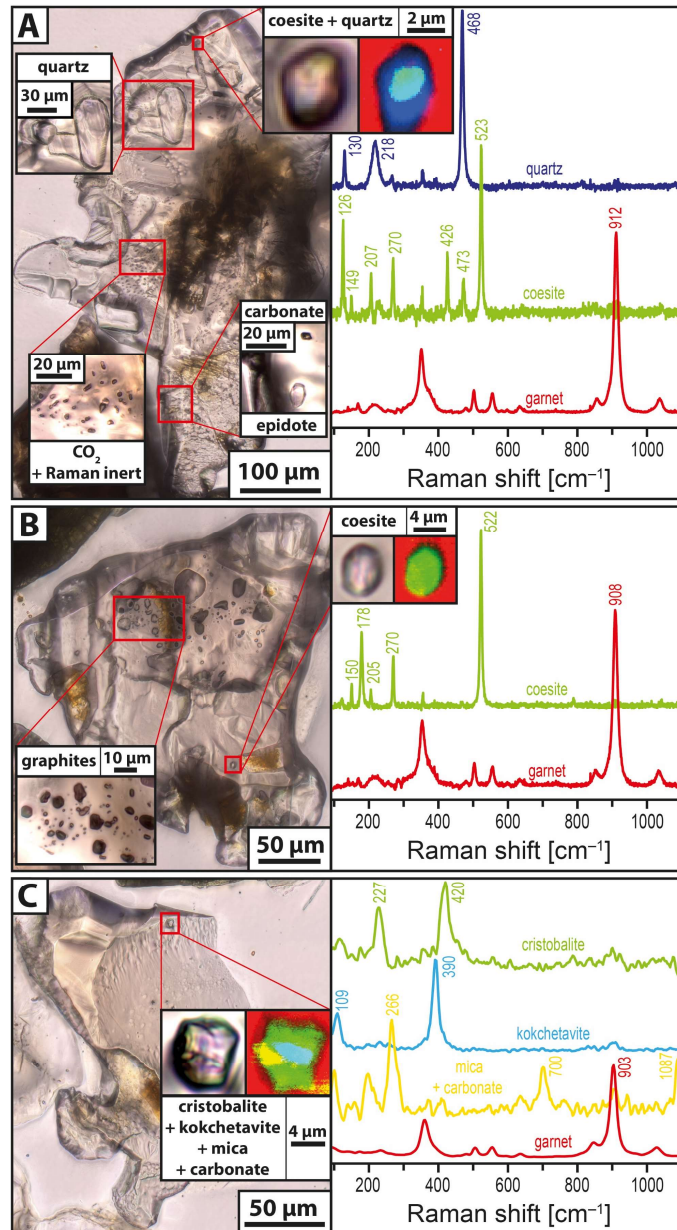 A
coesite + quartz
2 µm
quartz
30 µm
carbonate
20 µm
epidote
20 µm
CO₂
+ Raman inert
100 µm
468
130
218
quartz
523
126
149
207
270
426
473
coesite
912
garnet
200
400
600
800
1000
Raman shift [cm⁻¹]
B
coesite
4 µm
graphites
10 µm
50 µm
522
178
150
205
270
coesite
908
garnet
200
400
600
800
1000
Raman shift [cm⁻¹]
C
cristobalite
+ kokchetavite
+ mica
+ carbonate
4 µm
50 µm
227
420
cristobalite
109
390
kokchetavite
266
mica
+ carbonate
700
1087
903
garnet
200
400
600
800
1000
Raman shift [cm⁻¹]